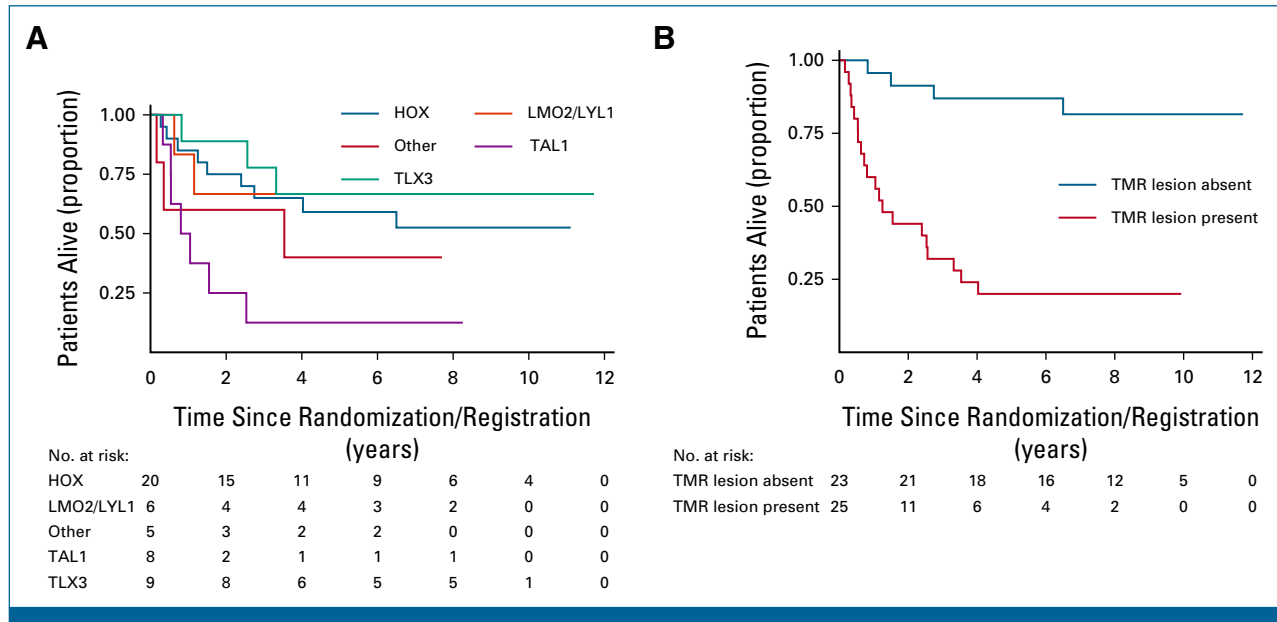 A
Patients Alive (proportion)
1.00
0.75
0.50
0.25
HOX
LMO2/LYL1
Other
TAL1
TLX3
0 2 4 6 8 10 12
Time Since Randomization/Registration
(years)
No. at risk:
HOX 20 15 11 9 6 4 0
LMO2/LYL1 6 4 4 3 2 0 0
Other 5 3 2 2 0 0 0
TAL1 8 2 1 1 1 0 0
TLX3 9 8 6 5 5 1 0
B
Patients Alive (proportion)
1.00
0.75
0.50
0.25
TMR lesion absent
TMR lesion present
0 2 4 6 8 10 12
Time Since Randomization/Registration
(years)
No. at risk:
TMR lesion absent 23 21 18 16 12 5 0
TMR lesion present 25 11 6 4 2 0 0